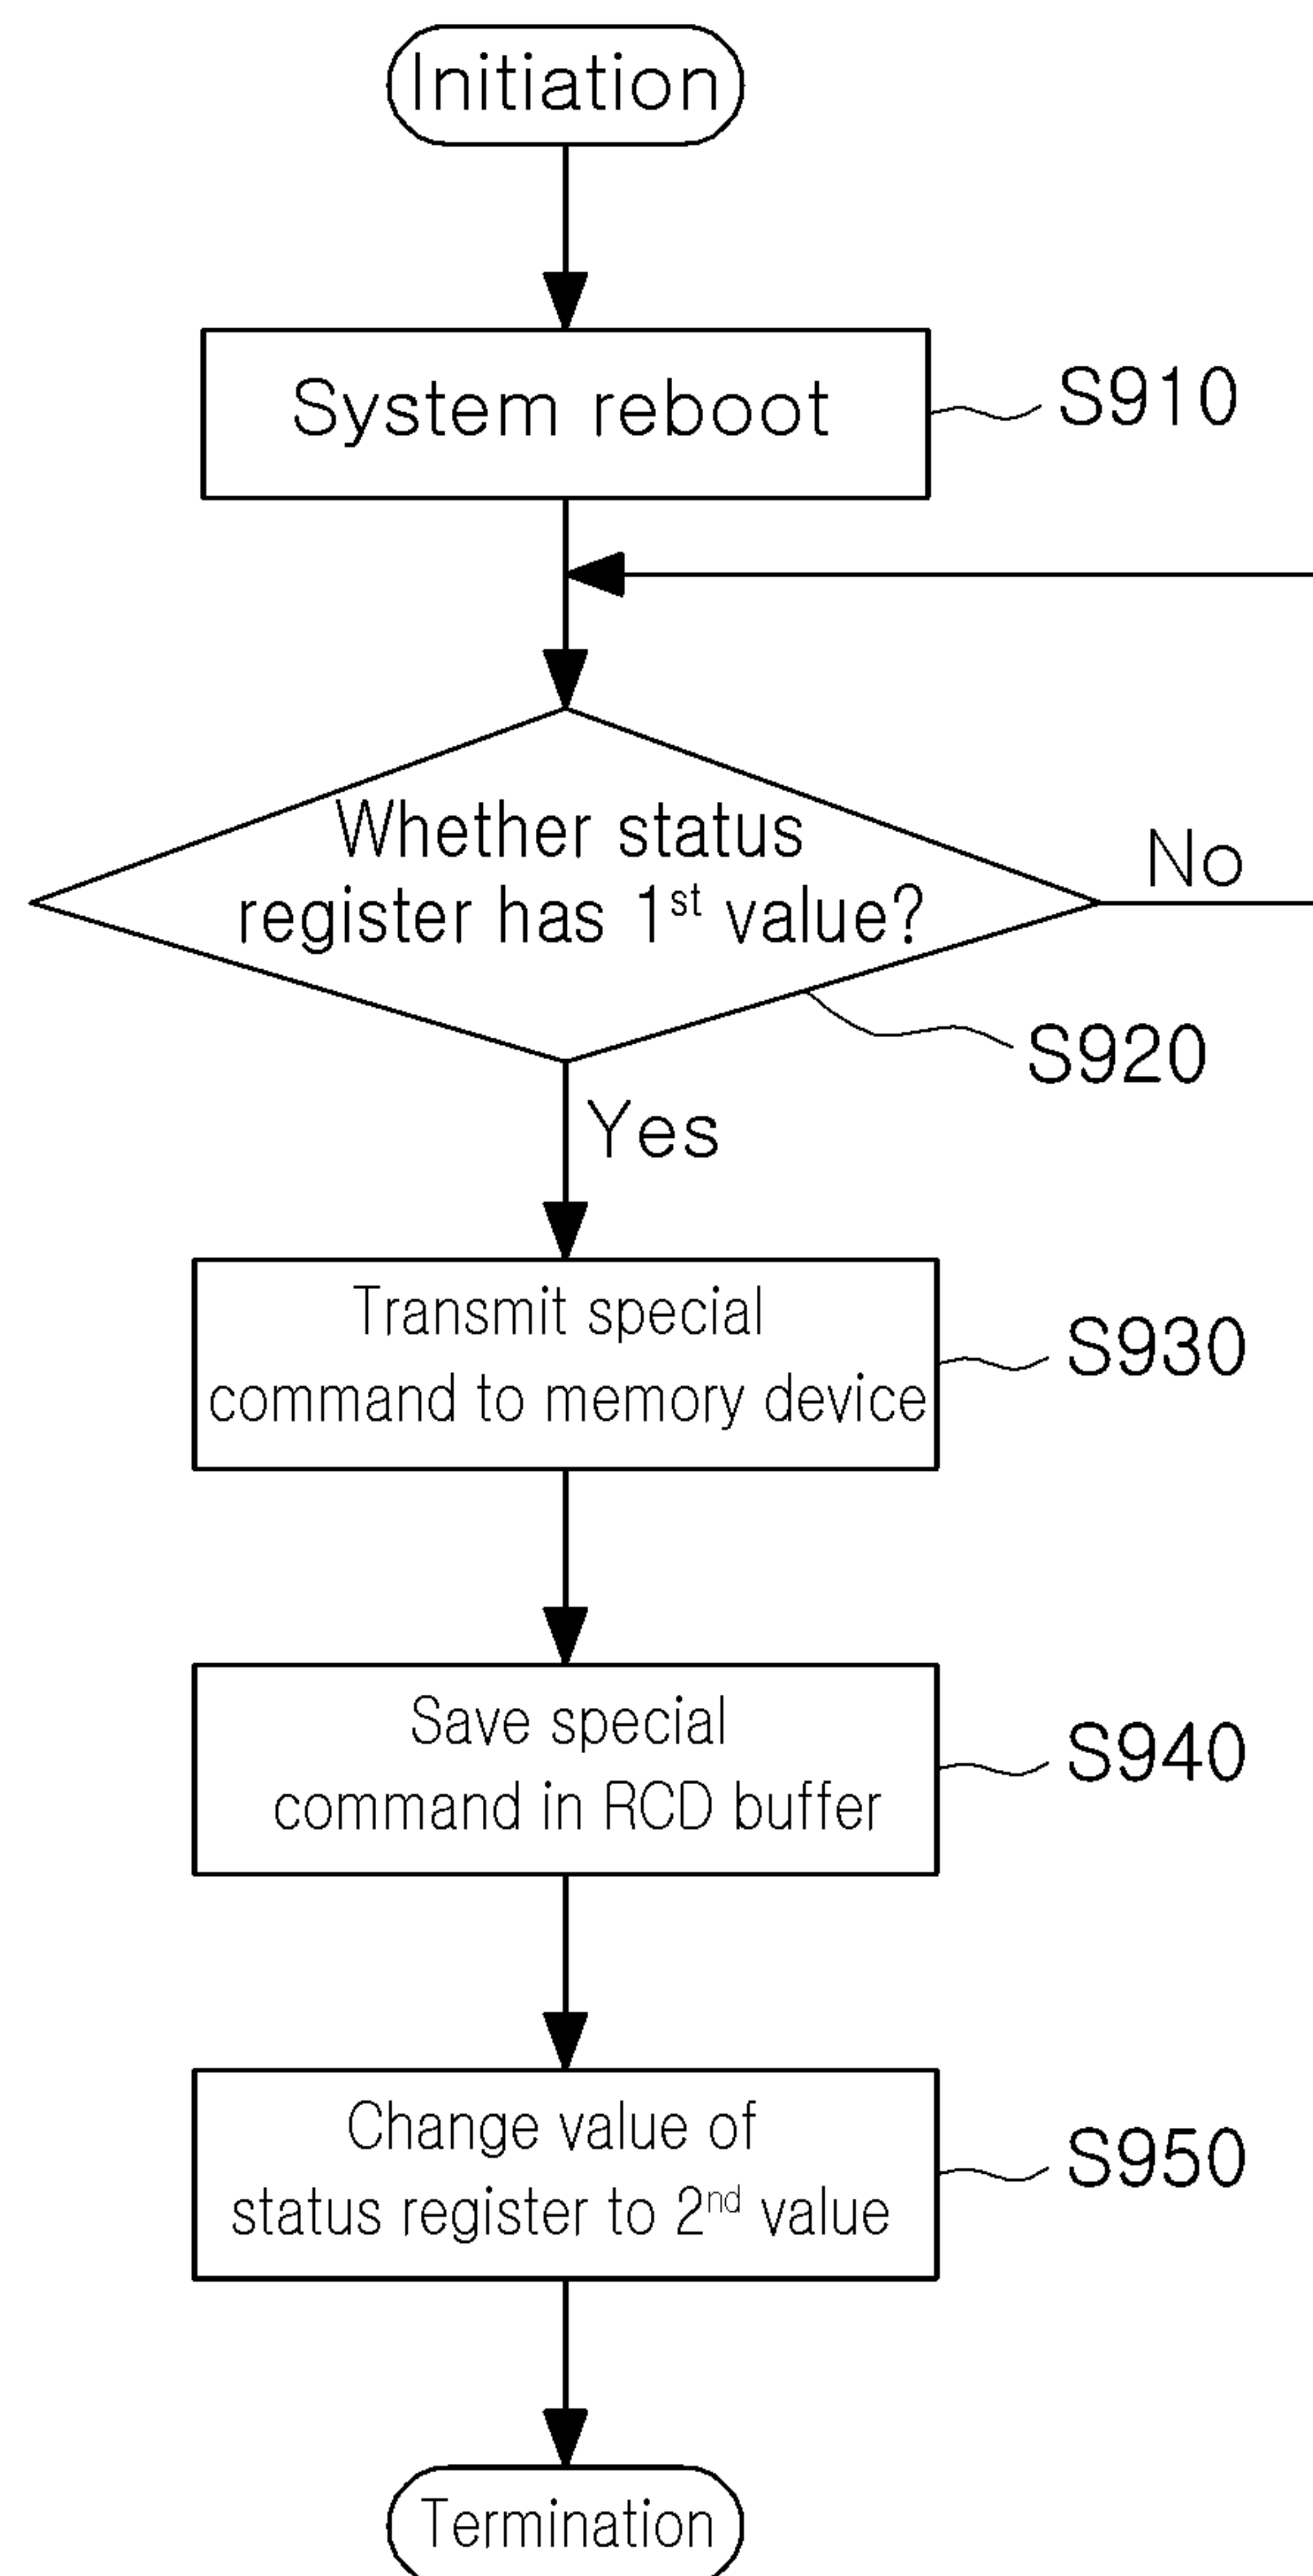 Initiation
System reboot
S910
Whether status
register has 1st value?
No
S920
Yes
Transmit special
command to memory device
S930
Save special
command in RCD buffer
S940
Change value of
status register to 2nd value
S950
Termination